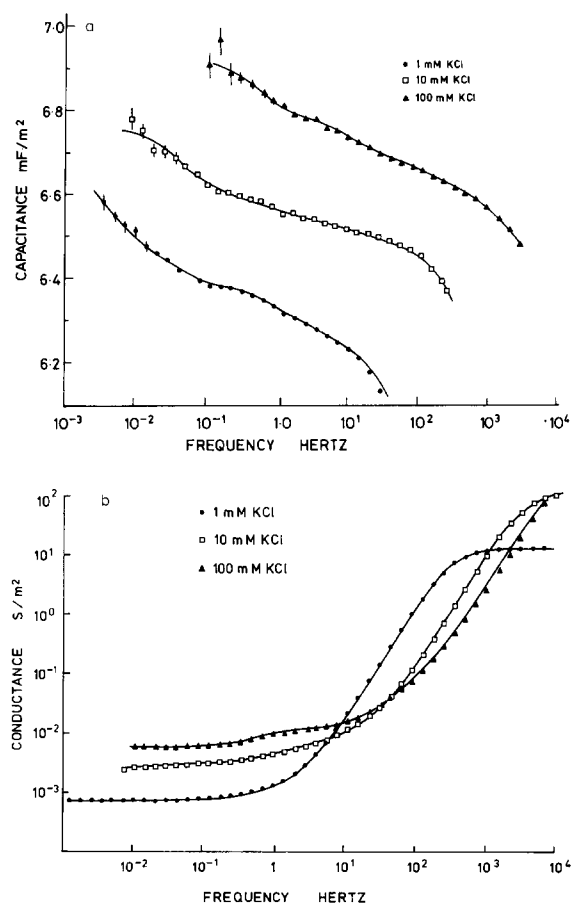 a
7·0
6·8
6·6
6·4
6·2
CAPACITANCE mF/m²
• 1 mM KCl
□ 10 mM KCl
▲ 100 mM KCl
10⁻³ 10⁻² 10⁻¹ 1·0 10¹ 10² 10³ ·10⁴
FREQUENCY HERTZ
b
10²
10¹
10⁰
10⁻¹
10⁻²
10⁻³
CONDUCTANCE S/m²
• 1 mM KCl
□ 10 mM KCl
▲ 100 mM KCl
10⁻² 10⁻¹ 1 10¹ 10² 10³ 10⁴
FREQUENCY HERTZ